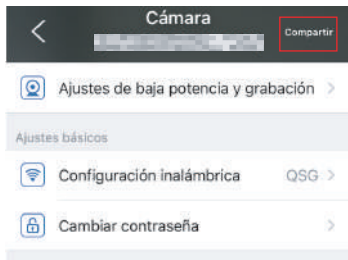 Cámara
Compartir
Ajustes de baja potencia y grabación
Ajustes básicos
Configuración inalámbrica QSG
Cambiar contraseña